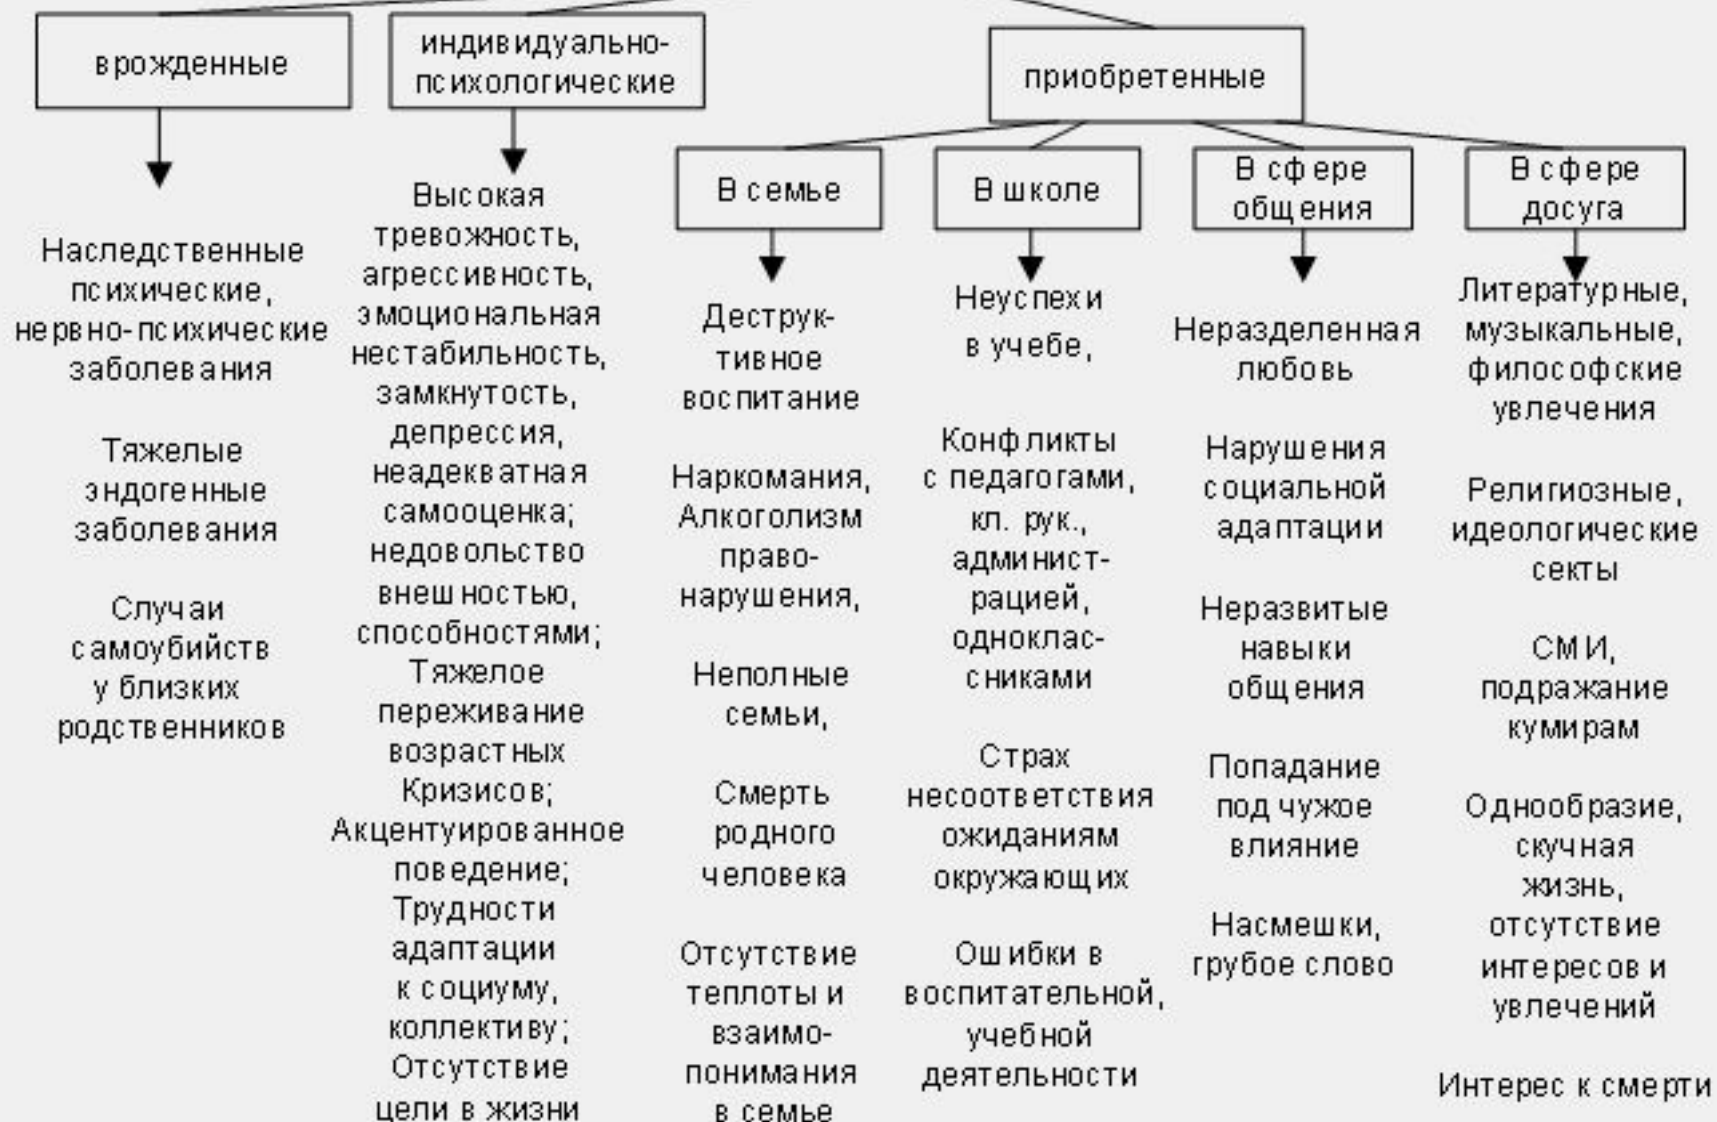 врожденные
индивидуально-
психологические
приобретенные
В семье
В школе
В сфере
общения
В сфере
досуга
Наследственные
психические,
нервно-психические
заболевания
Тяжелые
эндогенные
заболевания
Случаи
самоубийств
у близких
родственников
Высокая
тревожность,
агрессивность,
эмоциональная
нестабильность,
замкнутость,
депрессия,
неадекватная
самооценка;
недовольство
внешностью,
способностями;
Тяжелое
переживание
возрастных
Кризисов;
Акцентуированное
поведение;
Трудности
адаптации
к социуму,
коллективу;
Отсутствие
цели в жизни
Деструк-
тивное
воспитание
Наркомания,
Алкоголизм
право-
нарушения,
Неполные
семьи,
Смерть
родного
человека
Отсутствие
теплоты и
взаимо-
понимания
в семье
Неуспехи
в учебе,
Конфликты
с педагогами,
кл. рук.,
админист-
рацией,
одноклас-
сниками
Страх
несоответствия
ожиданиям
окружающих
Ошибки в
воспитательной,
учебной
деятельности
Неразделенная
любовь
Нарушения
социальной
адаптации
Неразвитые
навыки
общения
Попадание
под чужое
влияние
Насмешки,
грубое слово
Литературные,
музыкальные,
философские
увлечения
Религиозные,
идеологические
секты
СМИ,
подражание
кумирам
Однообразие,
скучная
жизнь,
отсутствие
интересов и
увлечений
Интерес к смерти